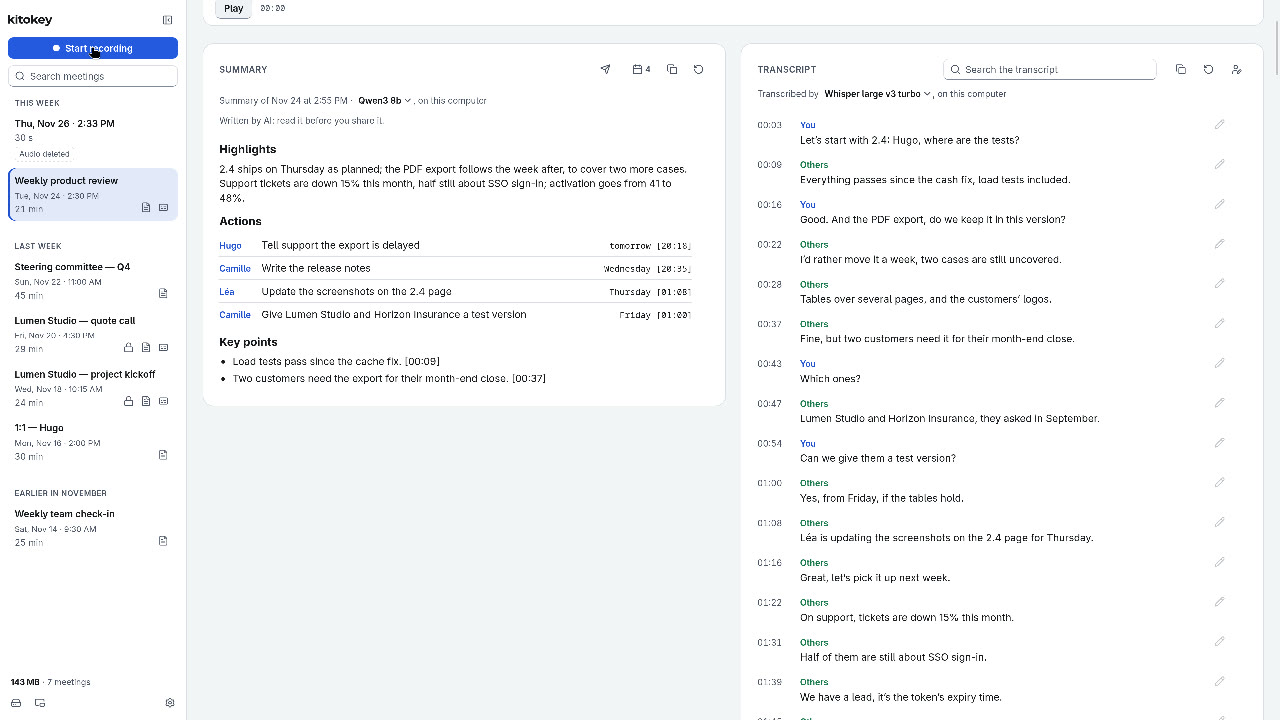 kitokey
Start recording
Search meetings
THIS WEEK
Thu, Nov 26 · 2:33 PM
30 s
Audio deleted
Weekly product review
Tue, Nov 24 · 2:30 PM
21 min
LAST WEEK
Steering committee — Q4
Sun, Nov 22 · 11:00 AM
45 min
Lumen Studio — quote call
Fri, Nov 20 · 4:30 PM
29 min
Lumen Studio — project kickoff
Wed, Nov 18 · 10:15 AM
24 min
1:1 — Hugo
Mon, Nov 16 · 2:00 PM
30 min
EARLIER IN NOVEMBER
Weekly team check-in
Sat, Nov 14 · 9:30 AM
25 min
143 MB · 7 meetings
Play 00:00
SUMMARY
4
Summary of Nov 24 at 2:55 PM · Qwen3 8b , on this computer
Written by AI: read it before you share it.
Highlights
2.4 ships on Thursday as planned; the PDF export follows the week after, to cover two more cases.
Support tickets are down 15% this month, half still about SSO sign-in; activation goes from 41 to
48%.
Actions
Hugo Tell support the export is delayed tomorrow [20:18]
Camille Write the release notes Wednesday [20:35]
Léa Update the screenshots on the 2.4 page Thursday [01:08]
Camille Give Lumen Studio and Horizon Insurance a test version Friday [01:00]
Key points
• Load tests pass since the cache fix. [00:09]
• Two customers need the export for their month-end close. [00:37]
TRANSCRIPT
Search the transcript
Transcribed by Whisper large v3 turbo , on this computer
00:03 You
Let's start with 2.4: Hugo, where are the tests?
00:09 Others
Everything passes since the cash fix, load tests included.
00:16 You
Good. And the PDF export, do we keep it in this version?
00:22 Others
I'd rather move it a week, two cases are still uncovered.
00:28 Others
Tables over several pages, and the customers' logos.
00:37 Others
Fine, but two customers need it for their month-end close.
00:43 You
Which ones?
00:47 Others
Lumen Studio and Horizon Insurance, they asked in September.
00:54 You
Can we give them a test version?
01:00 Others
Yes, from Friday, if the tables hold.
01:08 Others
Léa is updating the screenshots on the 2.4 page for Thursday.
01:16 Others
Great, let's pick it up next week.
01:22 Others
On support, tickets are down 15% this month.
01:31 Others
Half of them are still about SSO sign-in.
01:39 Others
We have a lead, it's the token's expiry time.